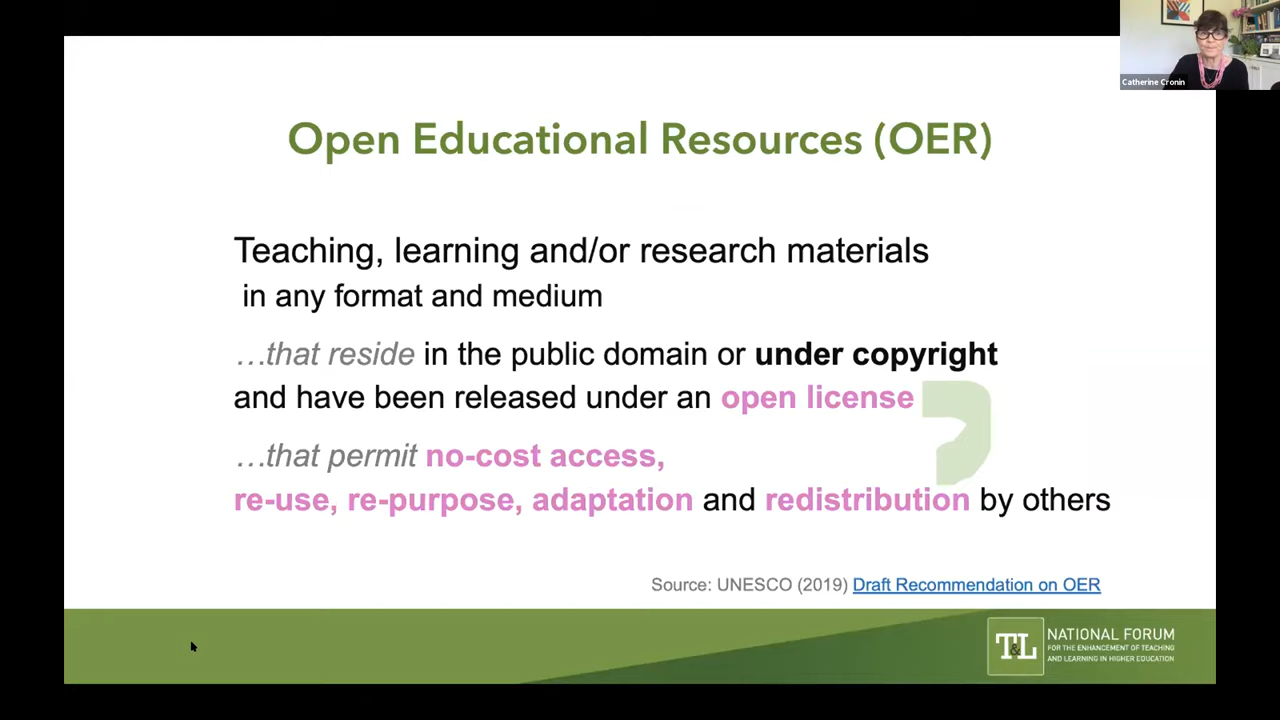 Catherine Cronin
Open Educational Resources (OER)
Teaching, learning and/or research materials
in any format and medium
…that reside in the public domain or under copyright
and have been released under an open license
…that permit no-cost access,
re-use, re-purpose, adaptation and redistribution by others
Source: UNESCO (2019) Draft Recommendation on OER
T&L
NATIONAL FORUM
FOR THE ENHANCEMENT OF TEACHING
AND LEARNING IN HIGHER EDUCATION